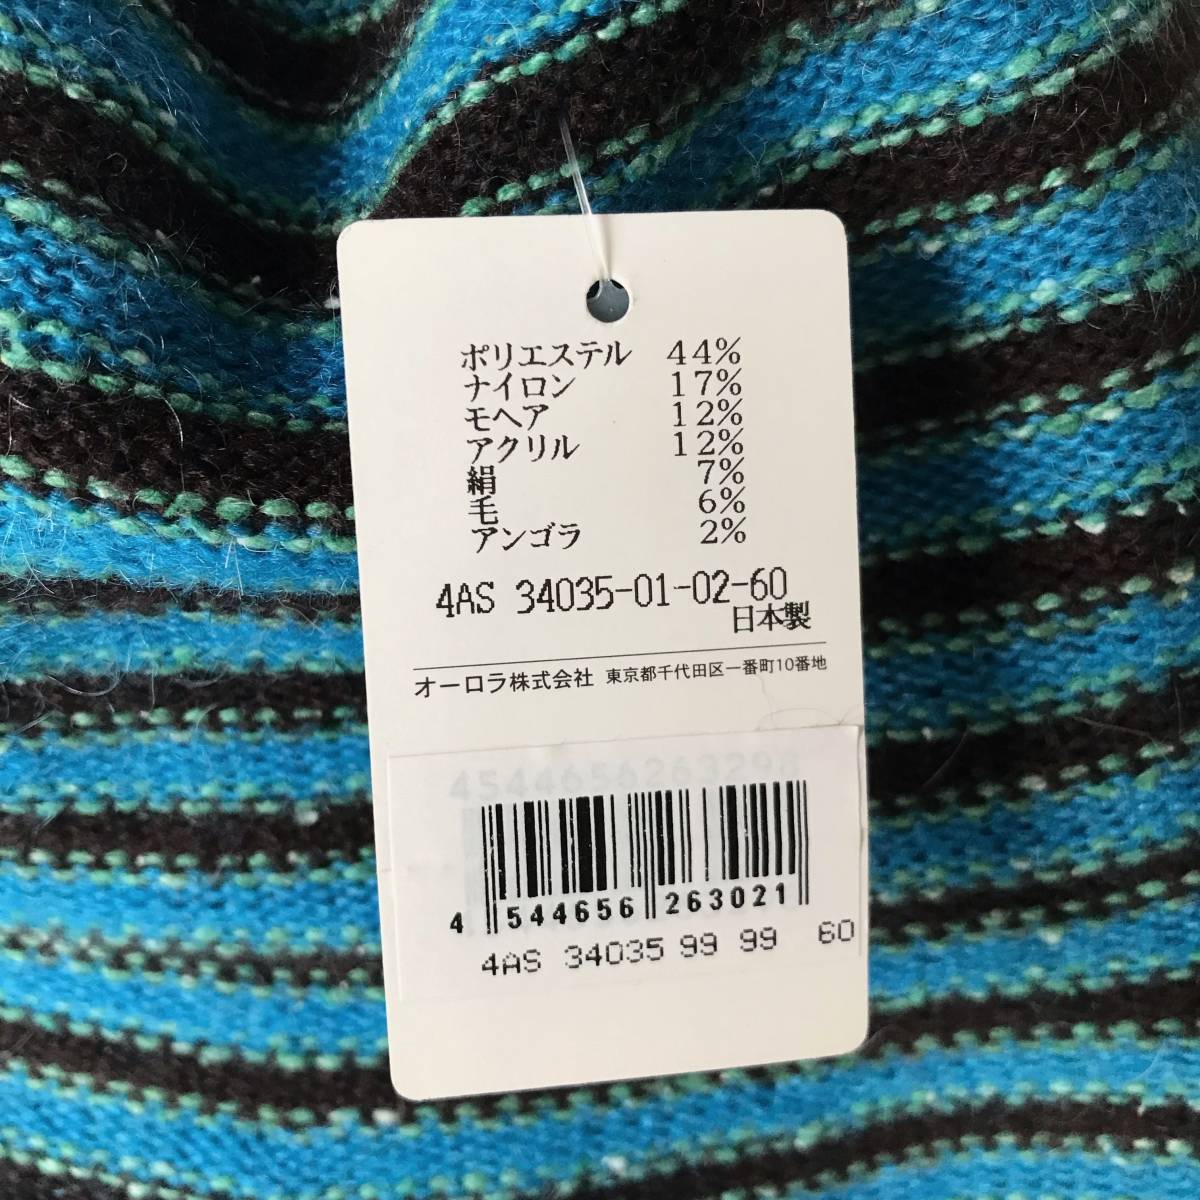 ポリエステル 44%
ナイロン 17%
モヘア 12%
アクリル 12%
絹 7%
毛 6%
アンゴラ 2%
4AS 34035-01-02-60
日本製
オーロラ株式会社 東京都千代田区一番町10番地
4544656263298
4 544656 263021
4AS 34035 99 99 60